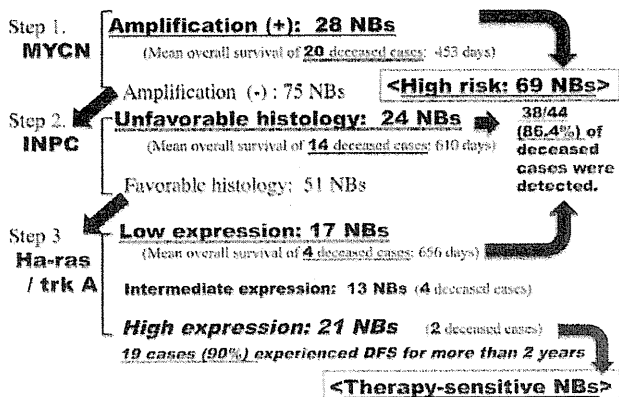 Step 1.
MYCN
Amplification (+): 28 NBs
(Mean overall survival of 20 deceased cases: 453 days)
Amplification (-) : 75 NBs
<High risk: 69 NBs>
Step 2.
INPC
Unfavorable histology: 24 NBs
(Mean overall survival of 14 deceased cases: 610 days)
38/44
(86.4%) of
deceased
cases were
detected.
Favorable histology: 51 NBs
Step 3
Ha-ras
/ trk A
Low expression: 17 NBs
(Mean overall survival of 4 deceased cases: 656 days)
Intermediate expression: 13 NBs (4 deceased cases)
High expression: 21 NBs (2 deceased cases)
19 cases (90%) experienced DFS for more than 2 years
<Therapy-sensitive NBs>